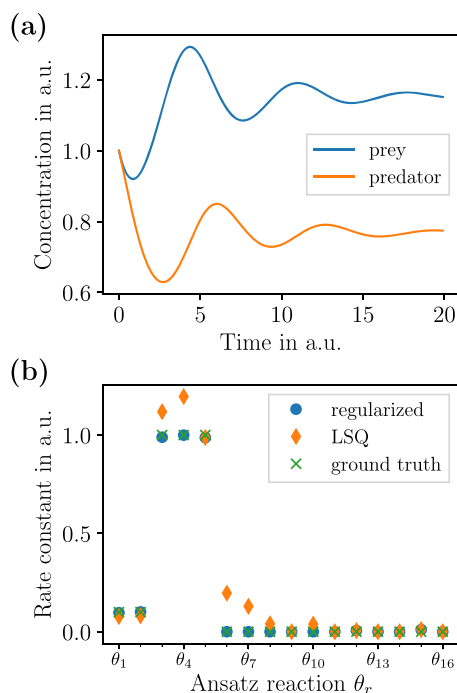 (a)
Concentration in a.u.
1.2
1.0
0.8
0.6
prey
predator
0
5
10
15
20
Time in a.u.
(b)
Rate constant in a.u.
1.0
0.5
0.0
regularized
LSQ
ground truth
θ₁
θ₄
θ₇
θ₁₀
θ₁₃
θ₁₆
Ansatz reaction θᵣ